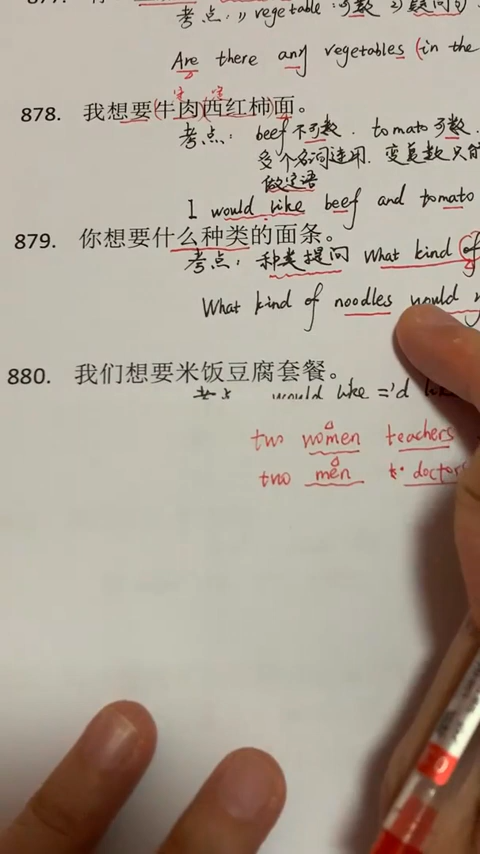 考点: 1) vegetable: 可数 2) 疑问句
Are there any vegetables (in the
878. 我想要(牛肉)(西红柿)面。
考点: beef 不可数. tomato 可数.
多个名词连用. 变复数只
做定语
I would like beef and tomato
879. 你想要什么种类的面条。
考点: 种类提问 what kind of
What kind of noodles would
880. 我们想要米饭豆腐套餐。
would like ='d
two women teachers
two men doctors